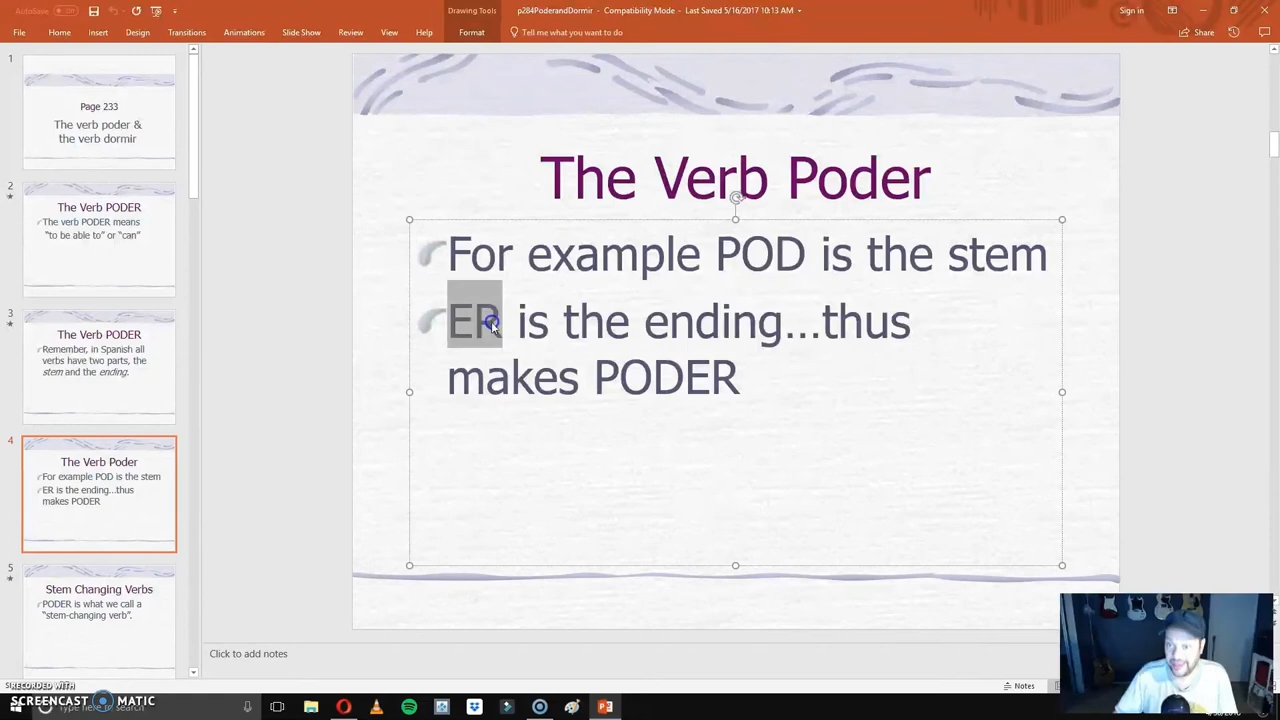 AutoSave
p284PoderandDormir - Compatibility Mode - Last Saved 5/16/2017 10:13 AM
Drawing Tools
Sign in
File Home Insert Design Transitions Animations Slide Show Review View Help Format Tell me what you want to do Share
1
Page 233
The verb poder &
the verb dormir
2
The Verb PODER
The verb PODER means
“to be able to” or “can”
3
The Verb PODER
Remember, in Spanish all
verbs have two parts, the
stem and the ending.
4
The Verb Poder
For example POD is the stem
ER is the ending…thus
makes PODER
5
Stem Changing Verbs
PODER is what we call a
“stem-changing verb”.
The Verb Poder
For example POD is the stem
ER is the ending...thus
makes PODER
Click to add notes
Notes
RECORDED WITH
SCREENCAST MATIC